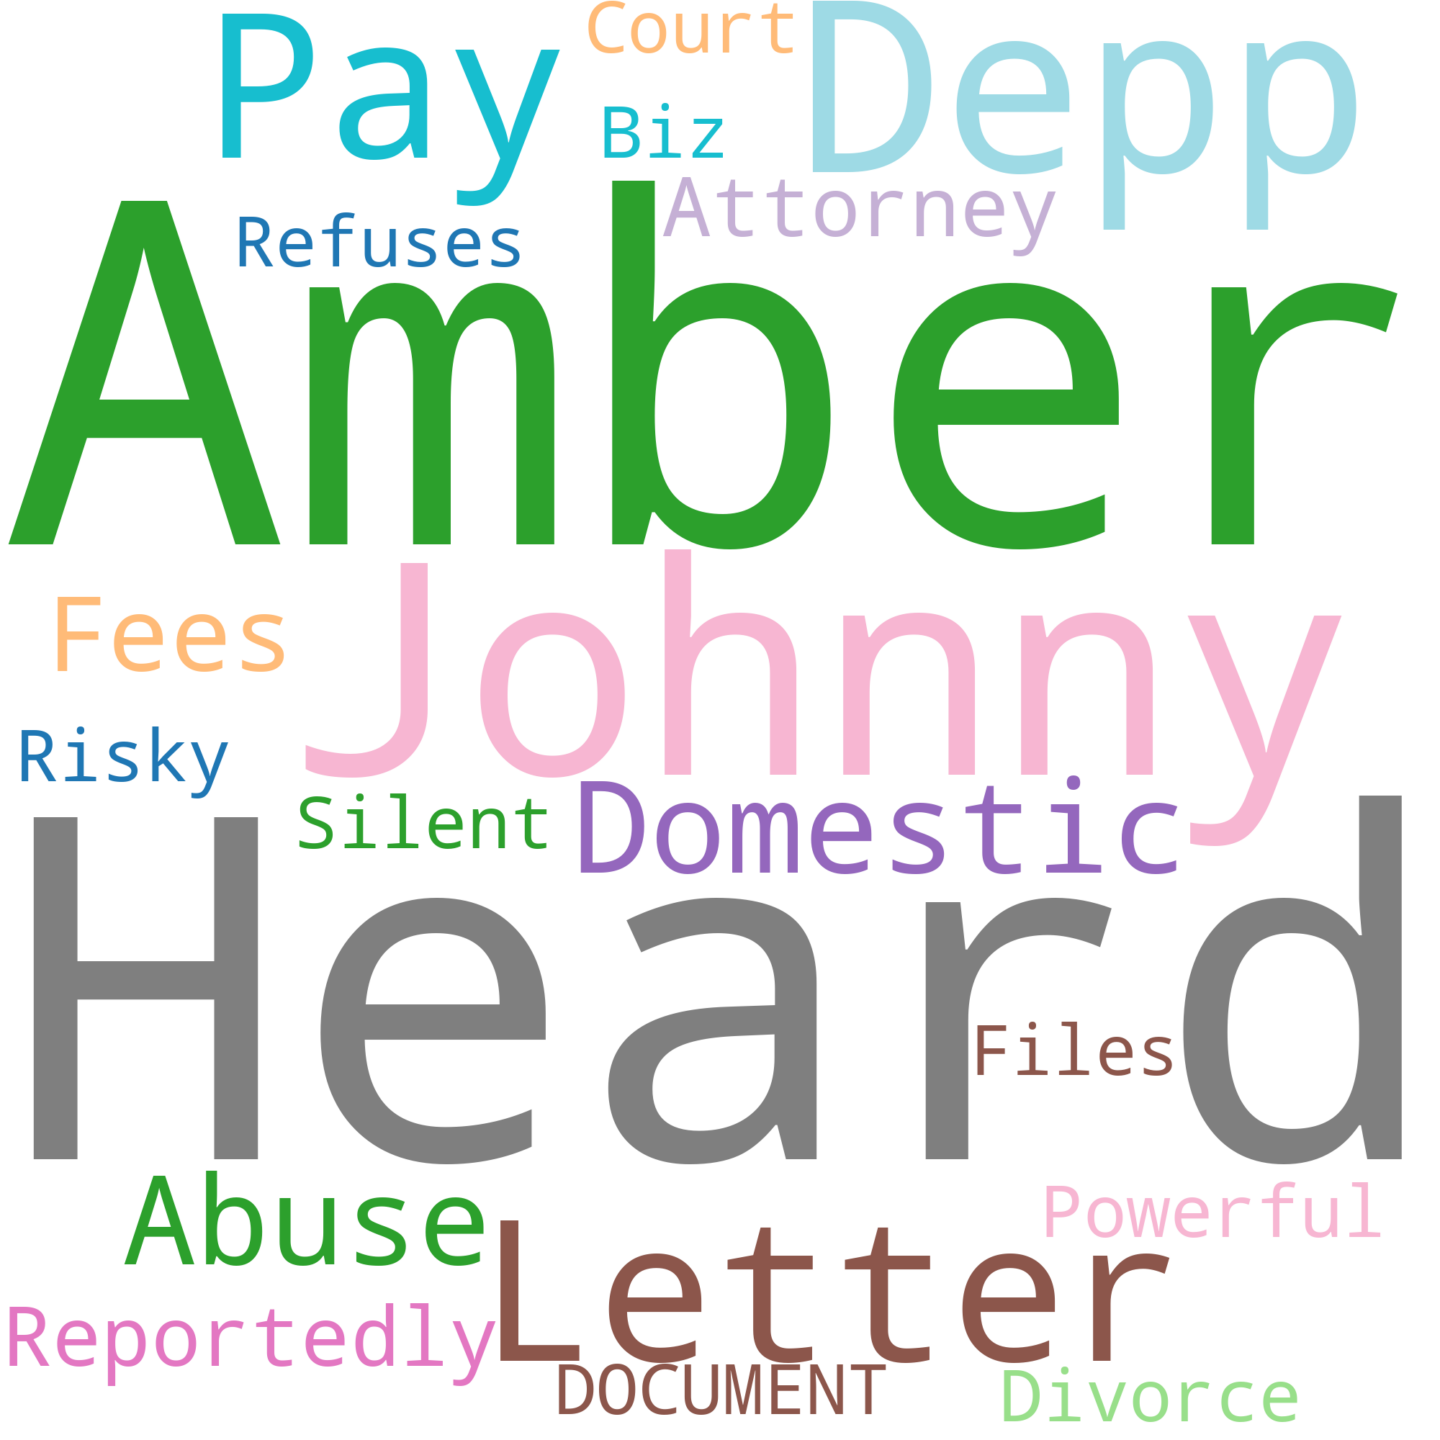 Pay
Court
Depp
Biz
Attorney
Refuses
Amber
Fees
Johnny
Risky
Silent
Domestic
Heard
Files
Abuse
Powerful
Letter
Reportedly
DOCUMENT
Divorce